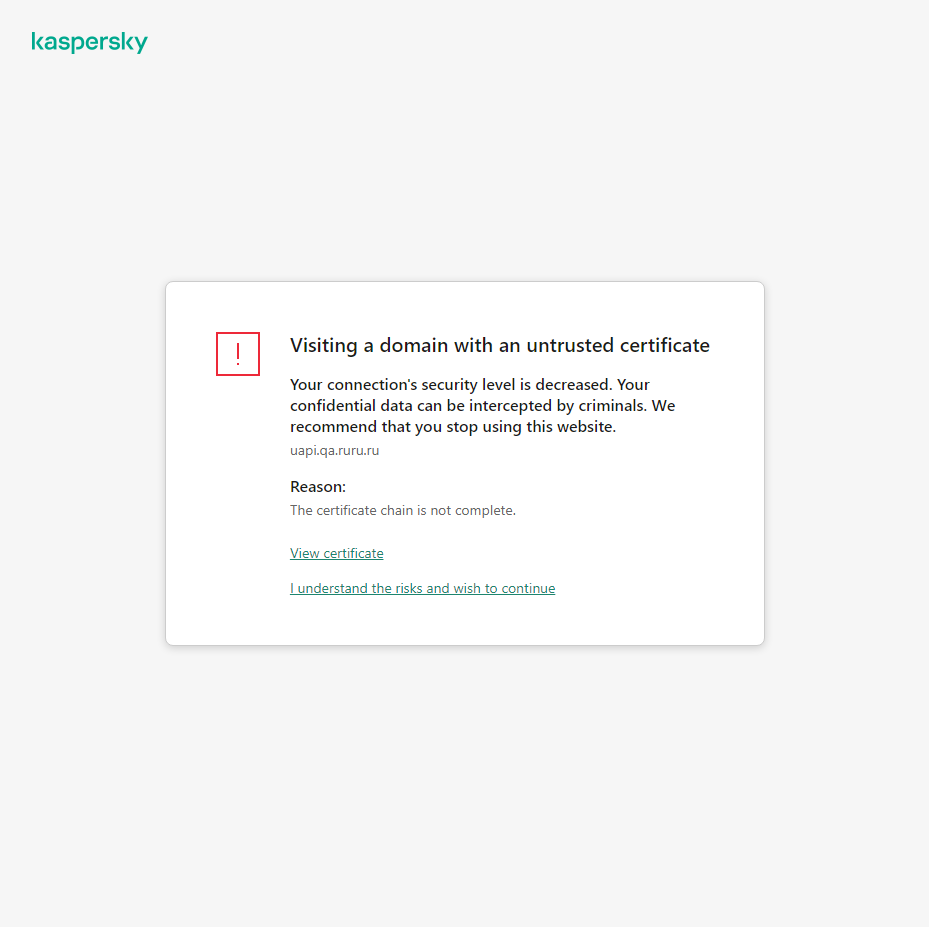 kaspersky
Visiting a domain with an untrusted certificate
Your connection's security level is decreased. Your
confidential data can be intercepted by criminals. We
recommend that you stop using this website.
uapi.qa.ruru.ru
Reason:
The certificate chain is not complete.
View certificate
I understand the risks and wish to continue